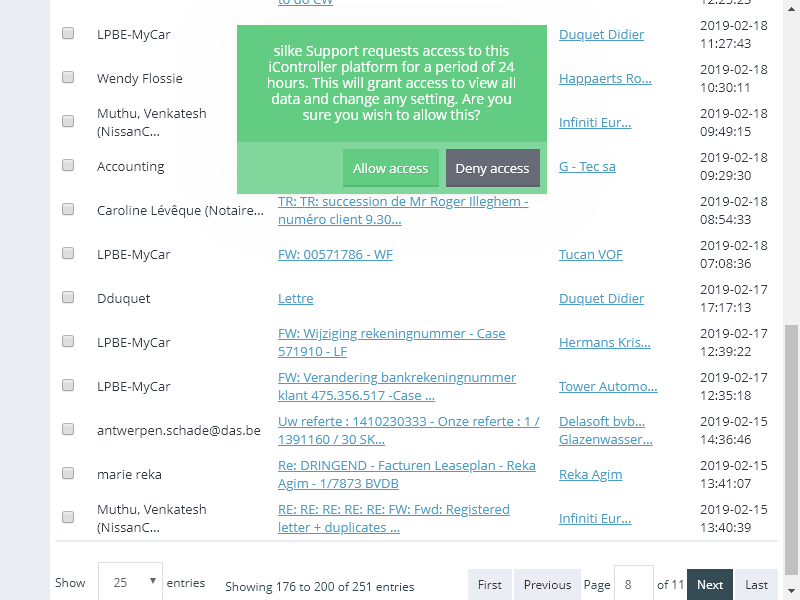 to do CW
12:25:25
LPBE-MyCar
Duquet Didier
2019-02-18
11:27:43
silke Support requests access to this
iController platform for a period of 24
hours. This will grant access to view all
data and change any setting. Are you
sure you wish to allow this?
Allow access
Deny access
Wendy Flossie
Happaerts Ro...
2019-02-18
10:30:11
Muthu, Venkatesh
(NissanC...
Infiniti Eur...
2019-02-18
09:49:15
Accounting
G - Tec sa
2019-02-18
09:29:30
Caroline Lévêque (Notaire...
TR: TR: succession de Mr Roger Illeghem -
numéro client 9.30...
2019-02-18
08:54:33
LPBE-MyCar
FW: 00571786 - WF
Tucan VOF
2019-02-18
07:08:36
Dduquet
Lettre
Duquet Didier
2019-02-17
17:17:13
LPBE-MyCar
FW: Wijziging rekeningnummer - Case
571910 - LF
Hermans Kris...
2019-02-17
12:39:22
LPBE-MyCar
FW: Verandering bankrekeningnummer
klant 475.356.517 -Case ...
Tower Automo...
2019-02-17
12:35:18
antwerpen.schade@das.be
Uw referte : 1410230333 - Onze referte : 1 /
1391160 / 30 SK...
Delasoft bvb...
Glazenwasser...
2019-02-15
14:36:46
marie reka
Re: DRINGEND - Facturen Leaseplan - Reka
Agim - 1/7873 BVDB
Reka Agim
2019-02-15
13:41:07
Muthu, Venkatesh
(NissanC...
RE: RE: RE: RE: RE: FW: Fwd: Registered
letter + duplicates ...
Infiniti Eur...
2019-02-15
13:40:39
Show 25 entries
Showing 176 to 200 of 251 entries
First Previous Page 8 of 11 Next Last